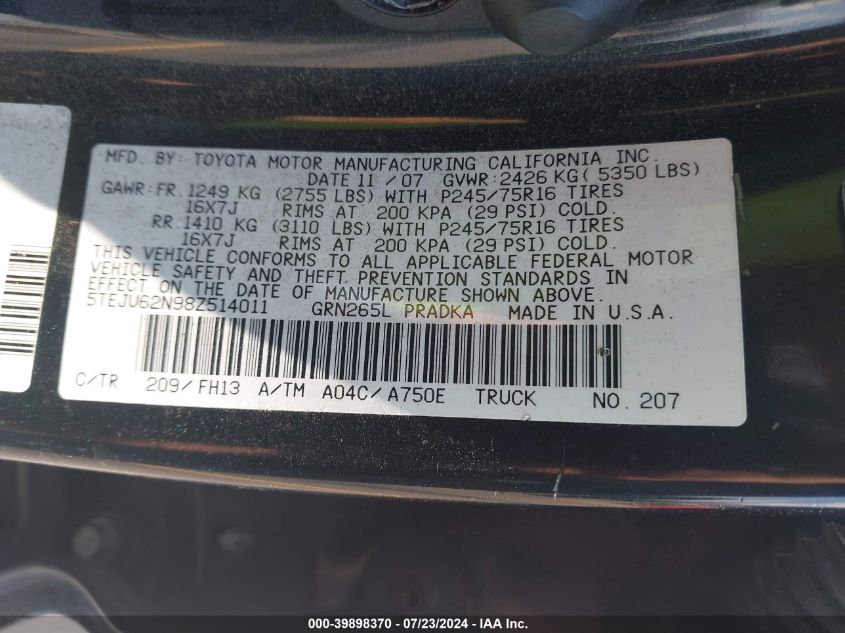 MFD. BY: TOYOTA MOTOR MANUFACTURING CALIFORNIA INC.
DATE 11 / 07 GVWR: 2426 KG ( 5350 LBS)
GAWR: FR. 1249 KG (2755 LBS) WITH P245/75R16 TIRES
16X7J RIMS AT 200 KPA (29 PSI) COLD.
RR. 1410 KG (3110 LBS) WITH P245/75R16 TIRES
16X7J RIMS AT 200 KPA (29 PSI) COLD.
THIS VEHICLE CONFORMS TO ALL APPLICABLE FEDERAL MOTOR
VEHICLE SAFETY AND THEFT PREVENTION STANDARDS IN
EFFECT ON THE DATE OF MANUFACTURE SHOWN ABOVE.
5TEJU62N98Z514011 GRN265L PRADKA MADE IN U.S.A.
C/TR 209/FH13 A/TM A04C/A750E TRUCK NO. 207
000-39898370 / 07/23/2024 - IAA Inc.